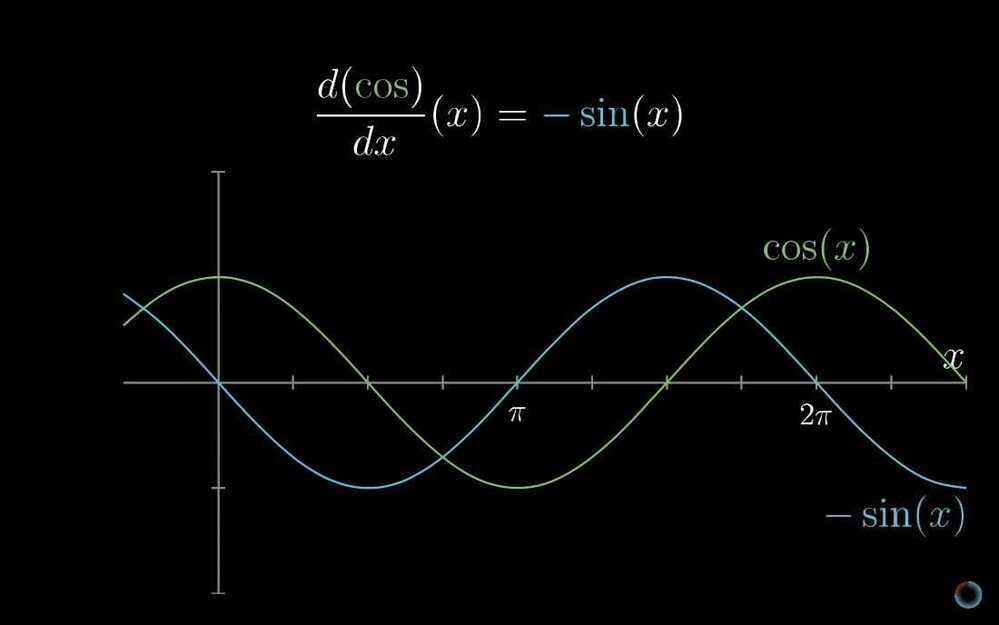 d(cos)/dx (x) = −sin(x)
cos(x)
x
π
2π
−sin(x)